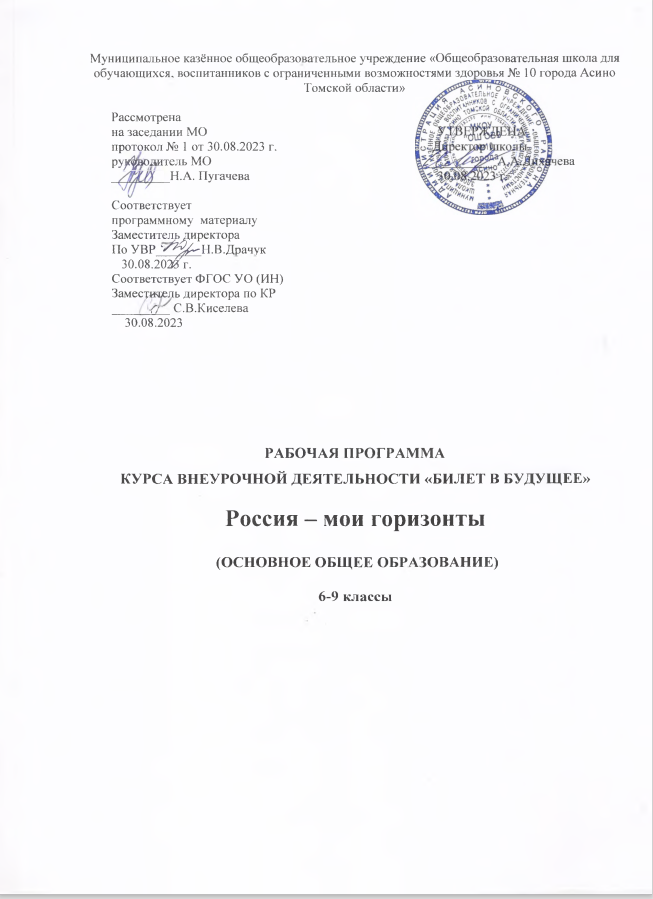 Муниципальное казённое общеобразовательное учреждение «Общеобразовательная школа для
обучающихся, воспитанников с ограниченными возможностями здоровья № 10 города Асино
Томской области»
Рассмотрена
на заседании МО
протокол № 1 от 30.08.2023 г.
руководитель МО
Н.А. Пугачева
УТВЕРЖДЕНА
Директор школы
А.А.Лихачева
30.08.2023 г.
Соответствует
программному материалу
Заместитель директора
По УВР Н.В.Драчук
30.08.2023 г.
Соответствует ФГОС УО (ИН)
Заместитель директора по КР
С.В.Киселева
30.08.2023
РАБОЧАЯ ПРОГРАММА
КУРСА ВНЕУРОЧНОЙ ДЕЯТЕЛЬНОСТИ «БИЛЕТ В БУДУЩЕЕ»
Россия – мои горизонты
(ОСНОВНОЕ ОБЩЕЕ ОБРАЗОВАНИЕ)
6-9 классы